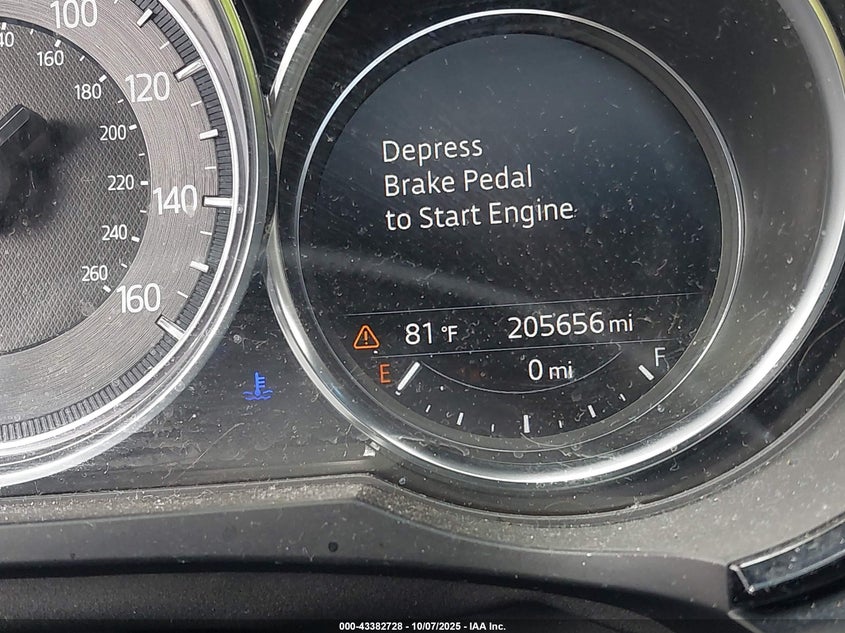 100
120
140
160
40
160
180
200
220
240
260
Depress
Brake Pedal
to Start Engine
81 °F 205656 mi
E 0 mi F
000-43382728 - 10/07/2025 - IAA Inc.